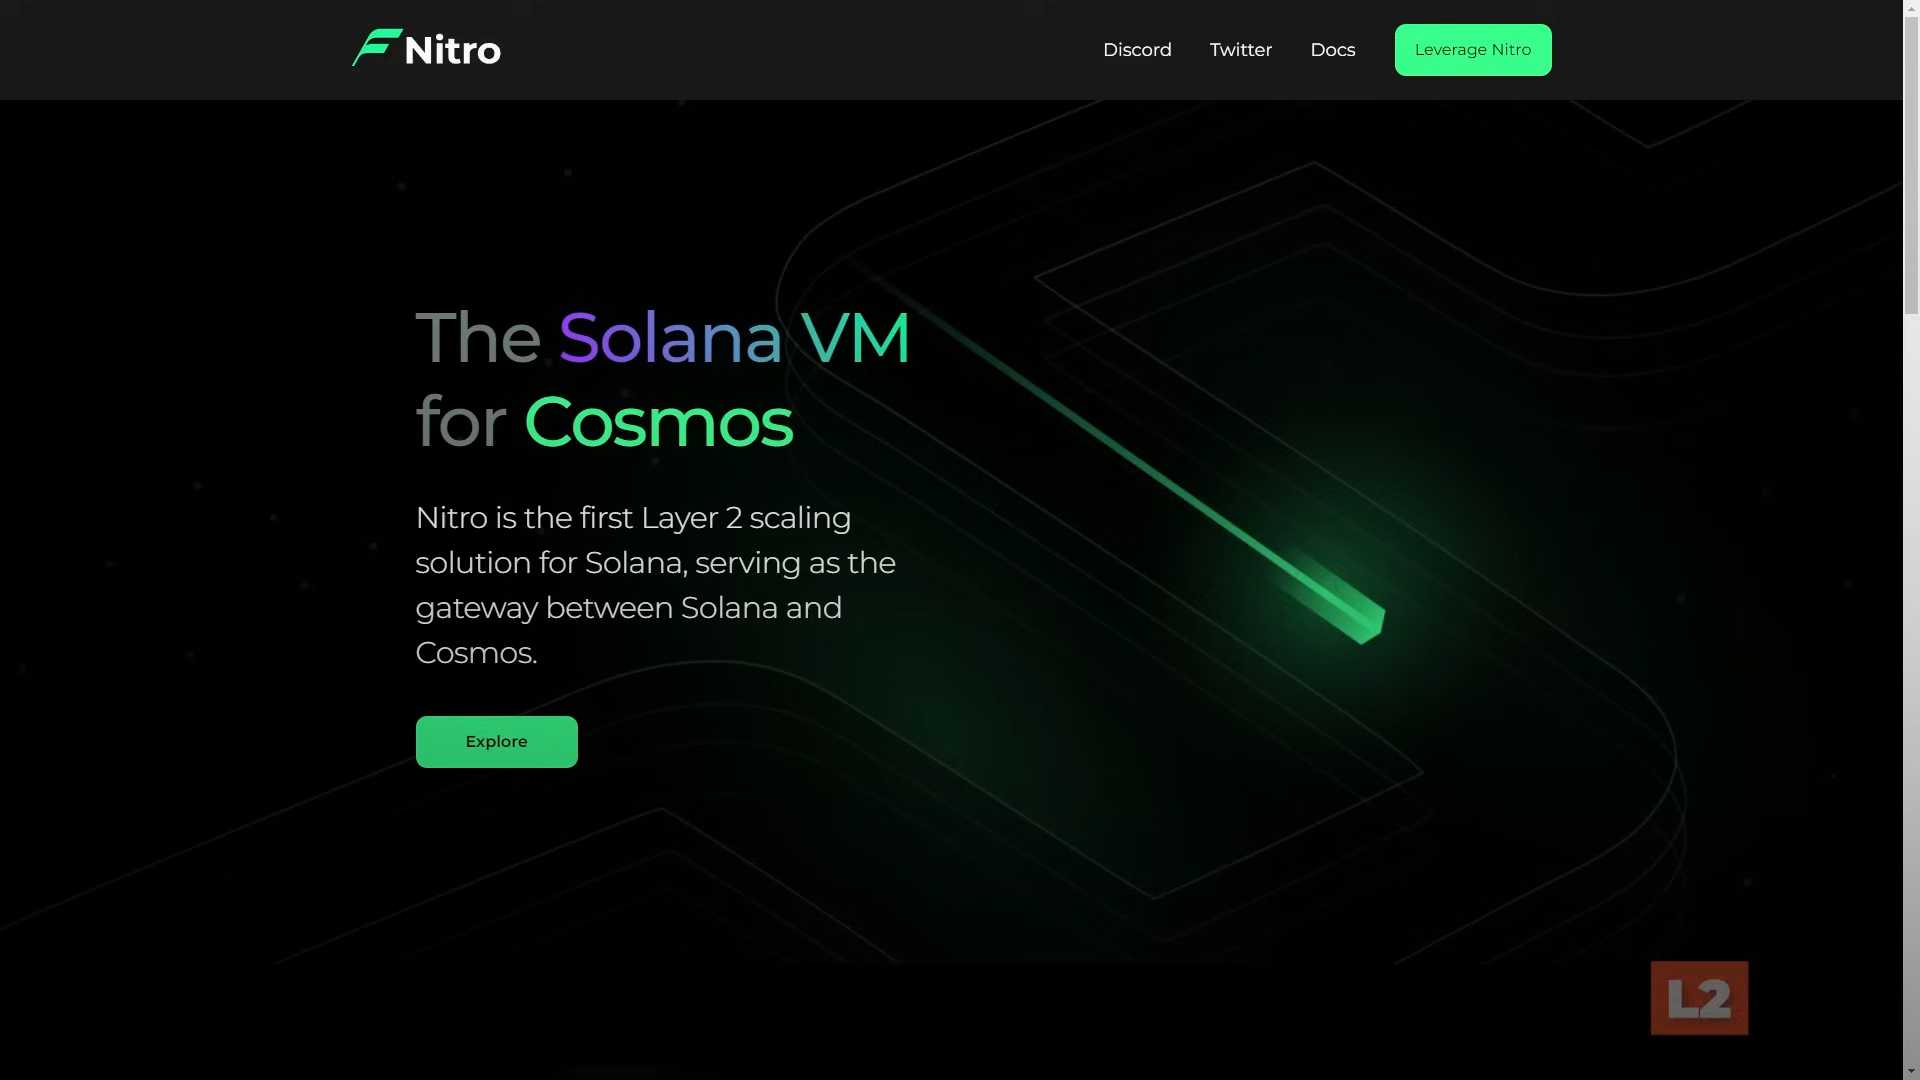 Nitro
Discord
Twitter
Docs
Leverage Nitro
The Solana VM
for Cosmos
Nitro is the first Layer 2 scaling
solution for Solana, serving as the
gateway between Solana and
Cosmos.
Explore
L2